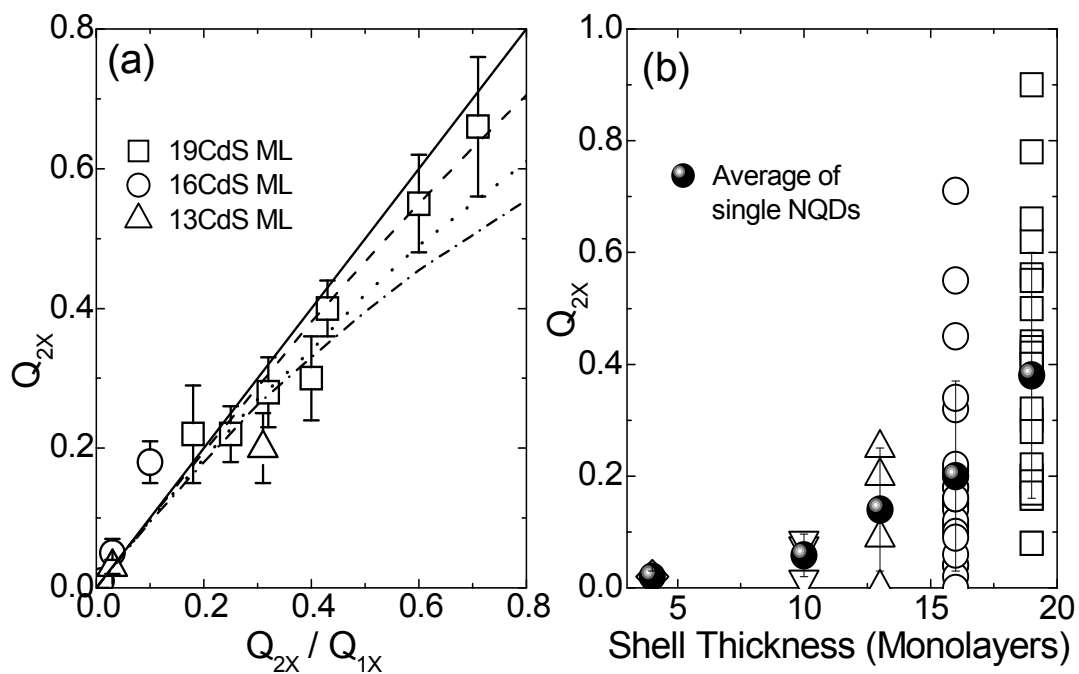 (a)
0.8
0.6
0.4
0.2
0.0
Q2X
19CdS ML
16CdS ML
13CdS ML
0.0 0.2 0.4 0.6 0.8
Q2X / Q1X
(b)
1.0
0.8
0.6
0.4
0.2
0.0
Q2X
Average of
single NQDs
5 10 15 20
Shell Thickness (Monolayers)